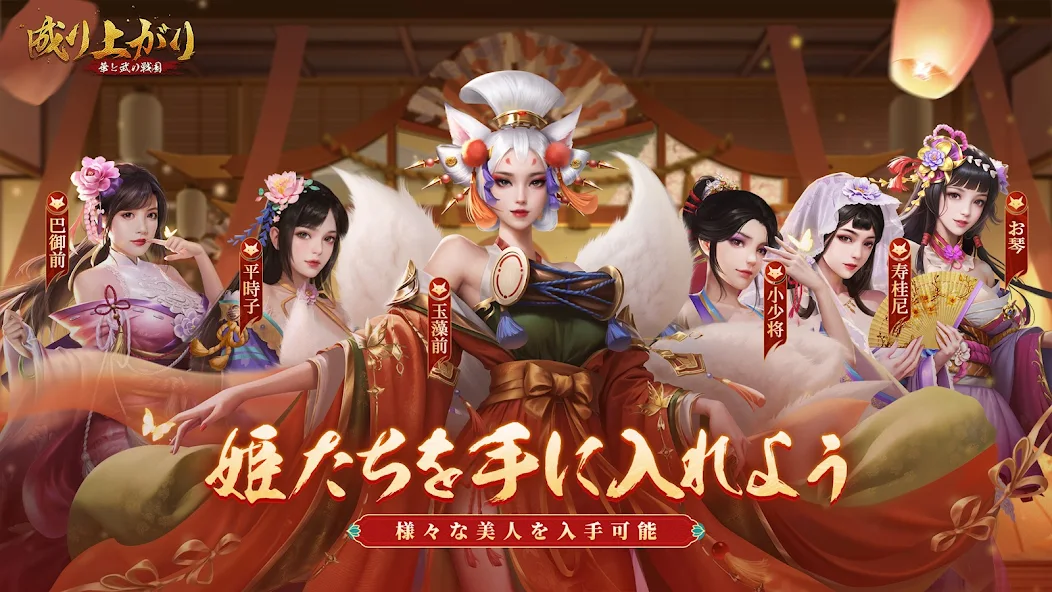 成り上がり
華と武の戦国
巴御前
平時子
玉藻前
小少将
寿桂尼
お琴
姫たちを手に入れよう
様々な美人を入手可能